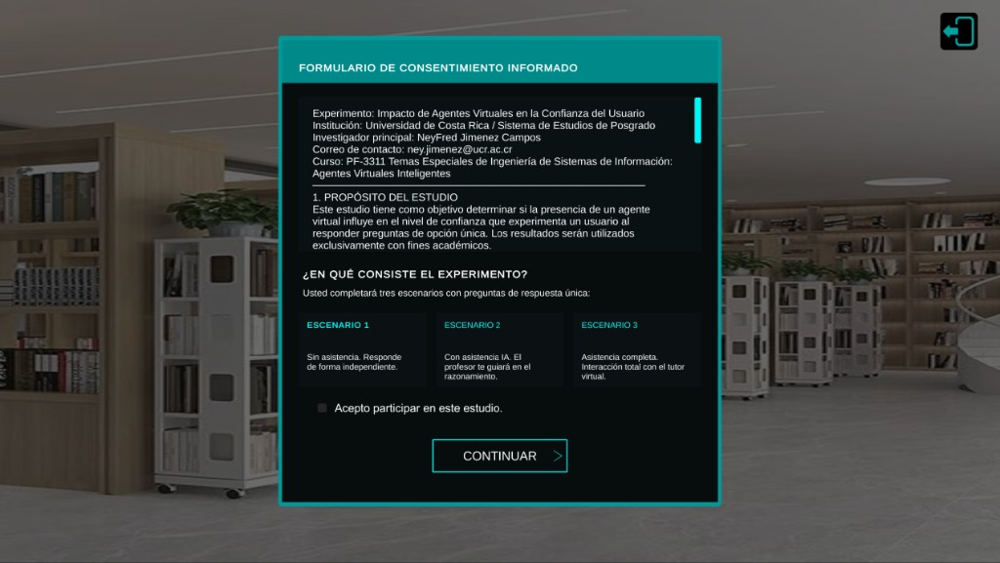 FORMULARIO DE CONSENTIMIENTO INFORMADO
Experimento: Impacto de Agentes Virtuales en la Confianza del Usuario
Institución: Universidad de Costa Rica / Sistema de Estudios de Posgrado
Investigador principal: NeyFred Jimenez Campos
Correo de contacto: ney.jimenez@ucr.ac.cr
Curso: PF-3311 Temas Especiales de Ingeniería de Sistemas de Información:
Agentes Virtuales Inteligentes
1. PROPÓSITO DEL ESTUDIO
Este estudio tiene como objetivo determinar si la presencia de un agente
virtual influye en el nivel de confianza que experimenta un usuario al
responder preguntas de opción única. Los resultados serán utilizados
exclusivamente con fines académicos.
¿EN QUÉ CONSISTE EL EXPERIMENTO?
Usted completará tres escenarios con preguntas de respuesta única:
ESCENARIO 1
Sin asistencia. Responde
de forma independiente.
ESCENARIO 2
Con asistencia IA. El
profesor te guiará en el
razonamiento.
ESCENARIO 3
Asistencia completa.
Interacción total con el tutor
virtual.
Acepto participar en este estudio.
CONTINUAR